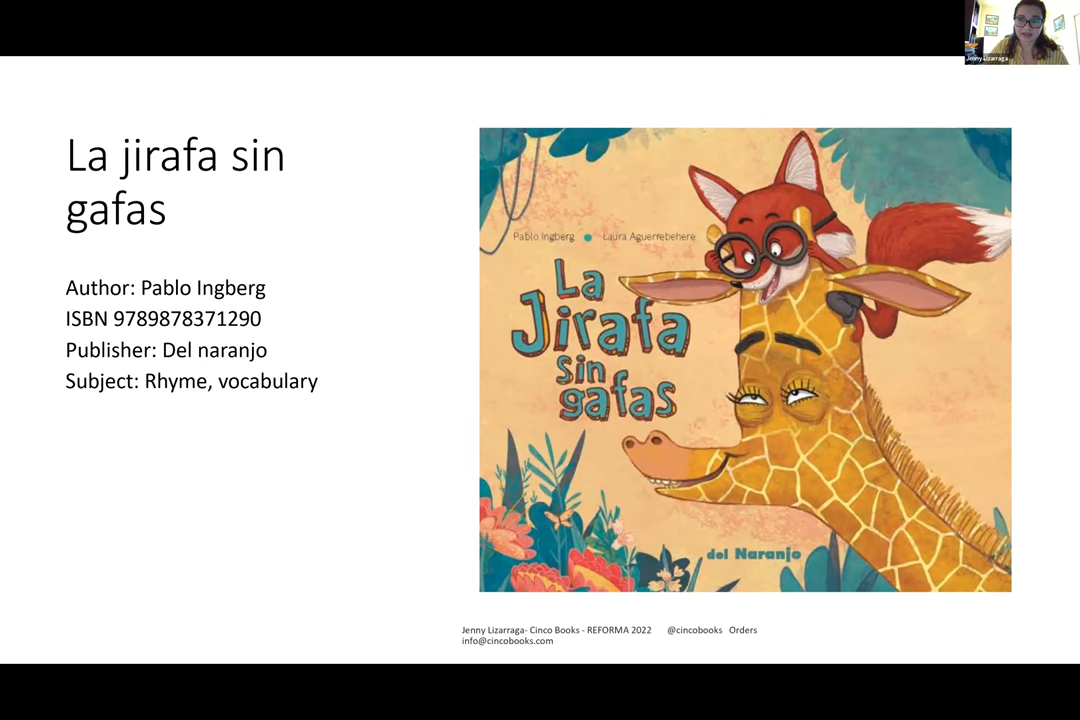 Jenny Lizarraga
La jirafa sin
gafas
Author: Pablo Ingberg
ISBN 9789878371290
Publisher: Del naranjo
Subject: Rhyme, vocabulary
Pablo Ingberg ● Laura Aguerrebehere
La
Jirafa
sin
gafas
del Naranjo
Jenny Lizarraga- Cinco Books - REFORMA 2022 @cincobooks Orders
info@cincobooks.com